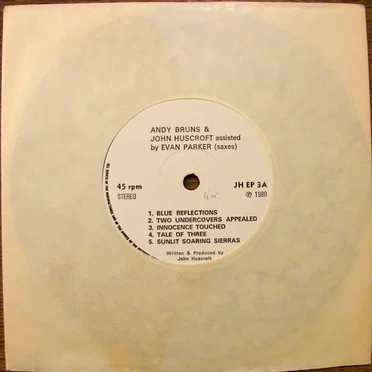 ANDY BRUNS &
JOHN HUSCROFT assisted
by EVAN PARKER (saxes)
45 rpm
STEREO
JH EP 3A
℗ 1980
1. BLUE REFLECTIONS
2. TWO UNDERCOVERS APPEALED
3. INNOCENCE TOUCHED
4. TALE OF THREE
5. SUNLIT SOARING SIERRAS
Written & Produced by
John Huscroft